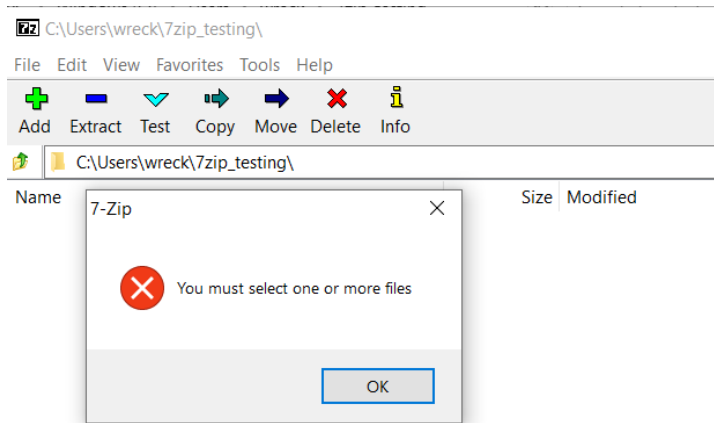 7z C:\Users\wreck\7zip_testing\
File Edit View Favorites Tools Help
Add Extract Test Copy Move Delete Info
C:\Users\wreck\7zip_testing\
Name Size Modified
7-Zip
You must select one or more files
OK